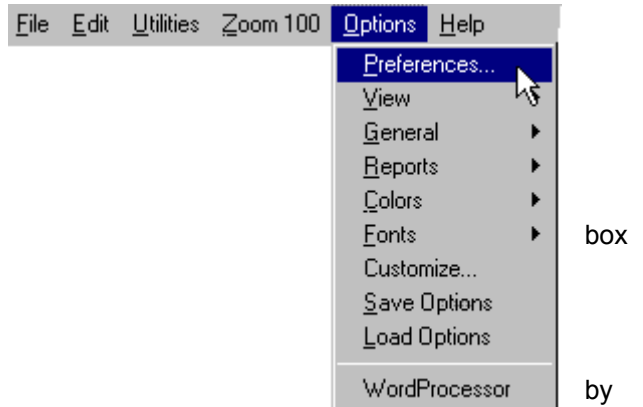 File Edit Utilities Zoom 100 Options Help
Preferences...
View
General
Reports
Colors
Fonts box
Customize...
Save Options
Load Options
WordProcessor by